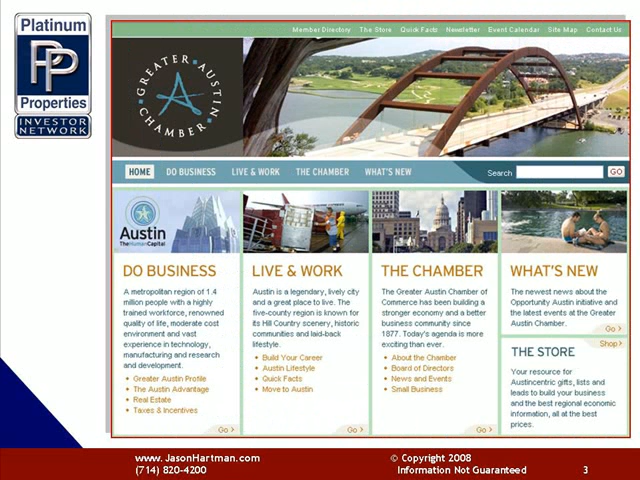 Platinum
PP
Properties
INVESTOR
NETWORK
Member Directory The Store Quick Facts Newsletter Event Calendar Site Map Contact Us
GREATER AUSTIN CHAMBER
HOME DO BUSINESS LIVE & WORK THE CHAMBER WHAT'S NEW Search GO
Austin
TheHumanCapital
DO BUSINESS
A metropolitan region of 1.4
million people with a highly
trained workforce, renowned
quality of life, moderate cost
environment and vast
experience in technology,
manufacturing and research
and development.
• Greater Austin Profile
• The Austin Advantage
• Real Estate
• Taxes & Incentives
Go >
LIVE & WORK
Austin is a legendary, lively city
and a great place to live. The
five-county region is known for
its Hill Country scenery, historic
communities and laid-back
lifestyle.
• Build Your Career
• Austin Lifestyle
• Quick Facts
• Move to Austin
Go >
THE CHAMBER
The Greater Austin Chamber of
Commerce has been building a
stronger economy and a better
business community since
1877. Today's agenda is more
exciting than ever.
• About the Chamber
• Board of Directors
• News and Events
• Small Business
Go >
WHAT'S NEW
The newest news about the
Opportunity Austin initiative and
the latest events at the Greater
Austin Chamber.
Go >
Shop >
THE STORE
Your resource for
Austincentric gifts, lists and
leads to build your business
and the best regional economic
information, all at the best
prices.
www. JasonHartman.com © Copyright 2008
(714) 820-4200 Information Not Guaranteed 3